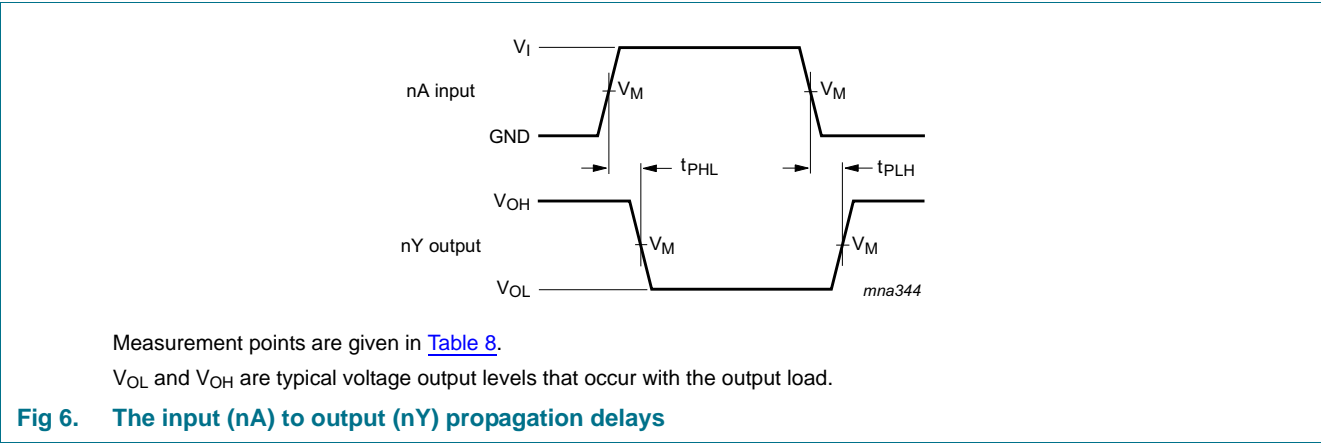 V_I
nA input
V_M
V_M
GND
t_PHL
t_PLH
V_OH
nY output
V_M
V_M
V_OL
mna344
Measurement points are given in Table 8.
V_OL and V_OH are typical voltage output levels that occur with the output load.
Fig 6. The input (nA) to output (nY) propagation delays